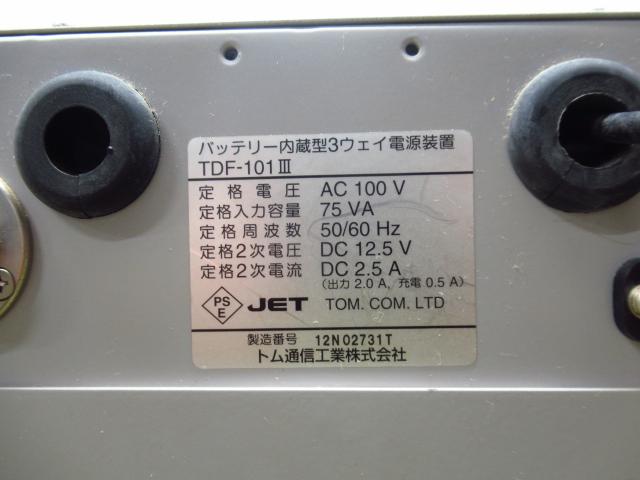 バッテリー内蔵型3ウェイ電源装置
TDF-101Ⅲ
定格電圧 AC 100 V
定格入力容量 75 VA
定格周波数 50/60 Hz
定格2次電圧 DC 12.5 V
定格2次電流 DC 2.5 A
(出力 2.0 A, 充電 0.5 A)
PS E JET TOM. COM. LTD
製造番号 12N02731T
トム通信工業株式会社